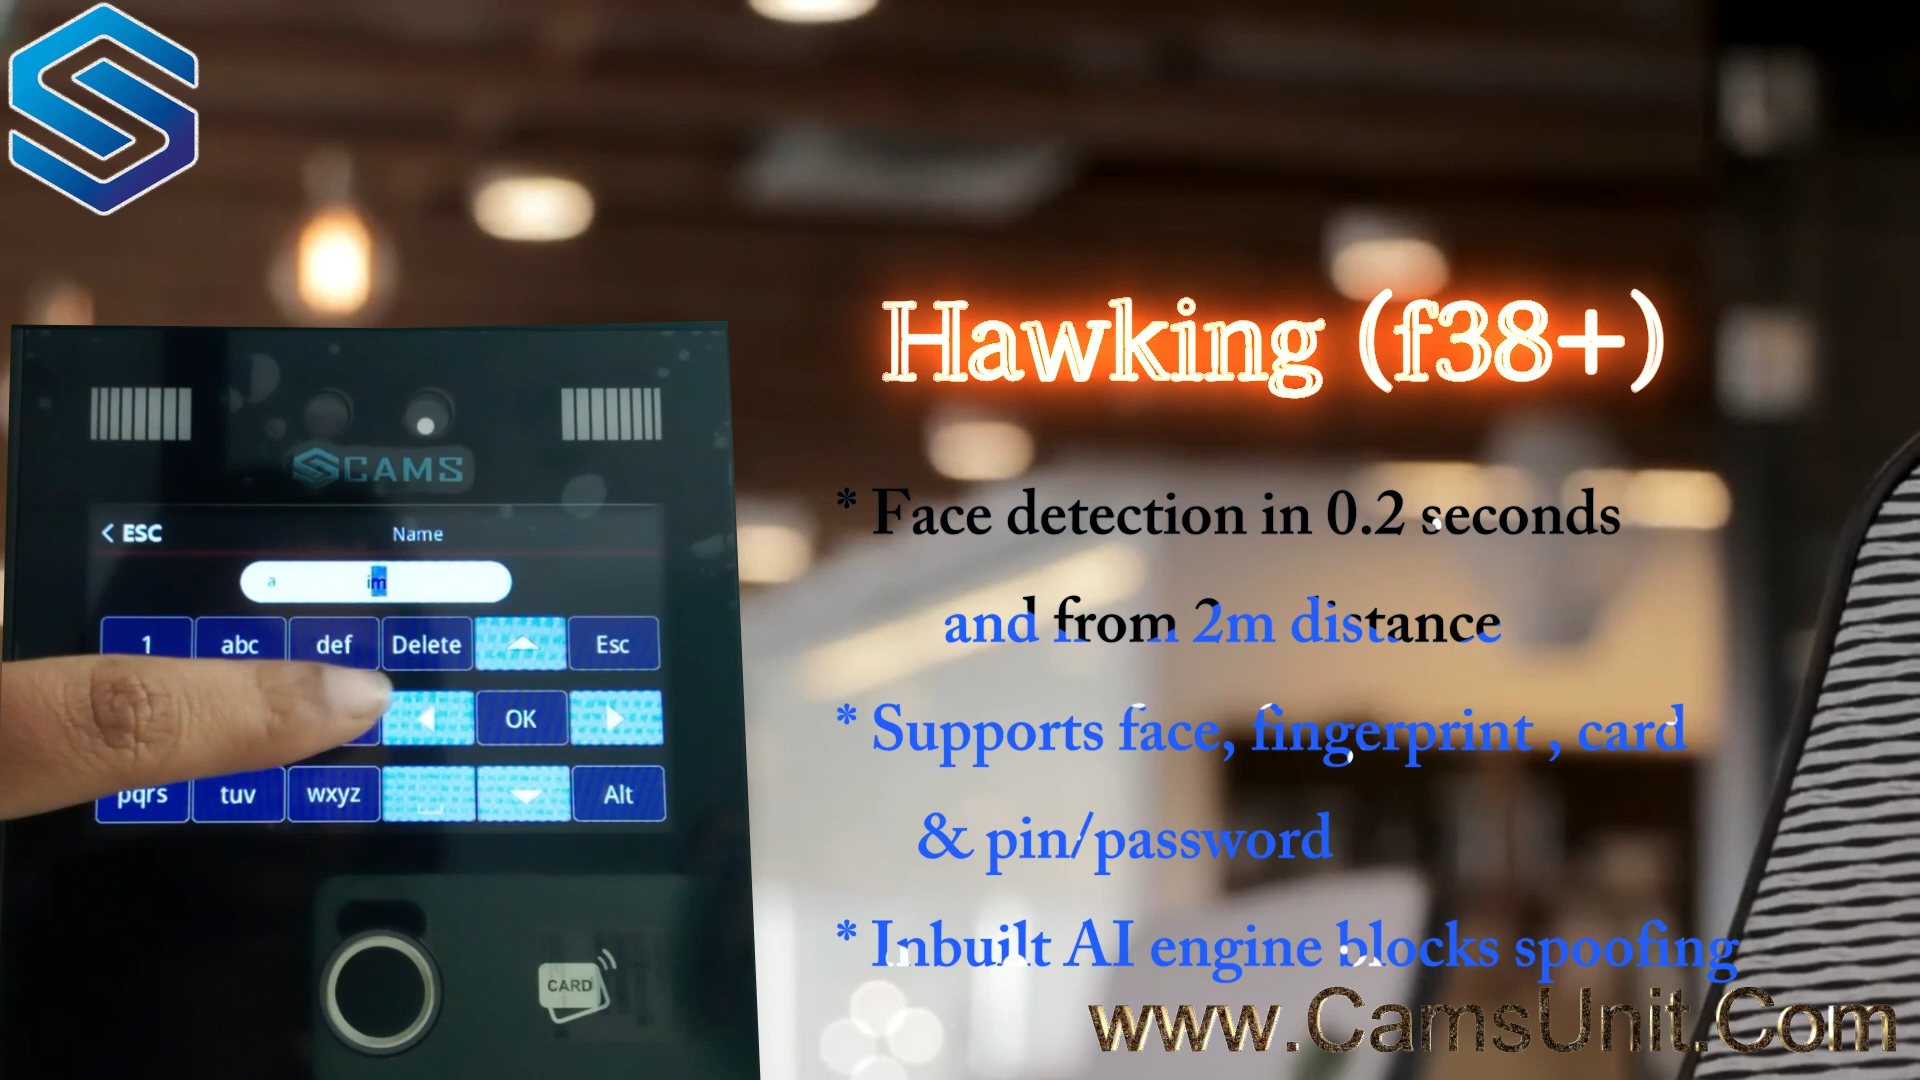 Hawking (f38+)
* Face detection in 0.2 seconds
and from 2m distance
* Supports face, fingerprint , card
& pin/password
* Inbuilt AI engine blocks spoofing
www.CamsUnit.Com
CAMS
< ESC Name
a im
1 abc def Delete Esc
OK
pqrs tuv wxyz Alt
CARD